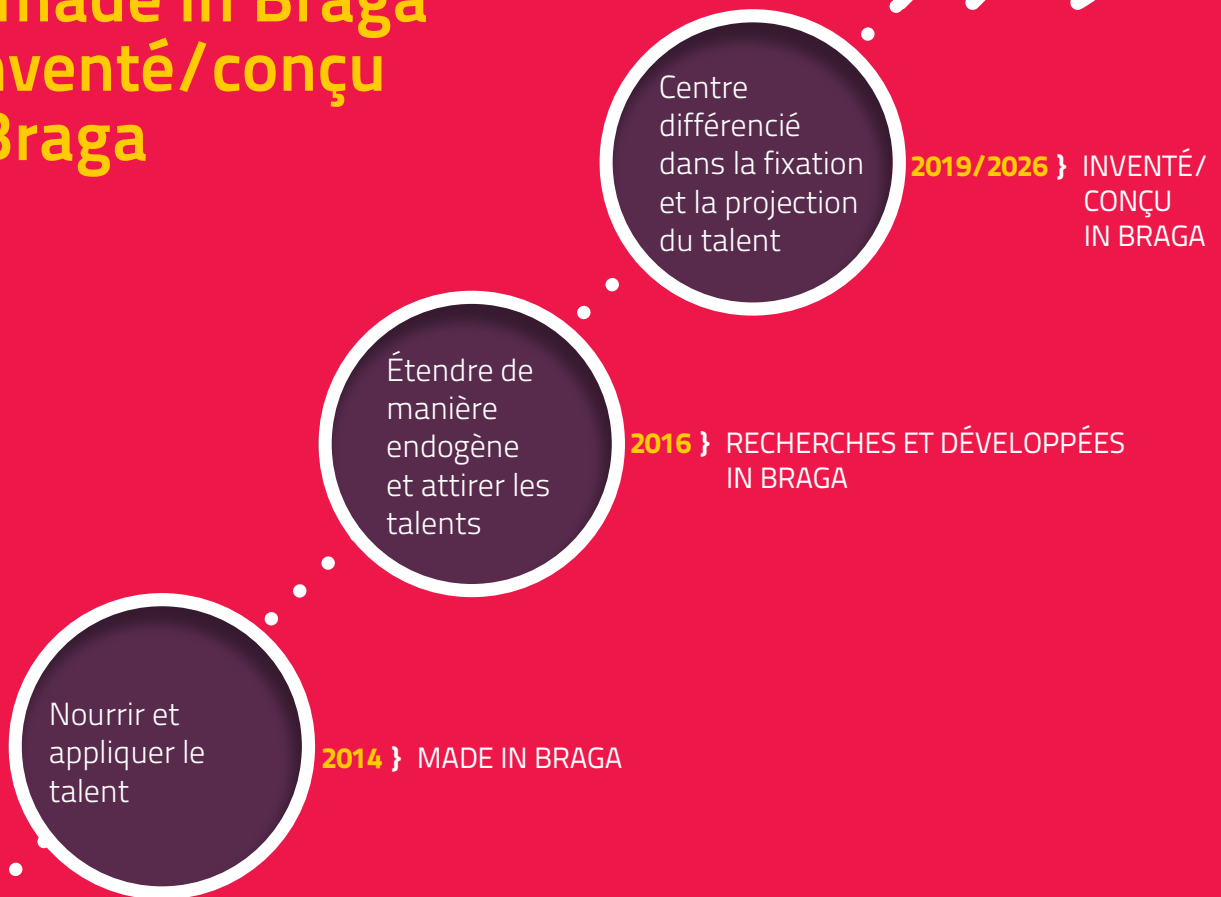 made in Braga
nventé/conçu
Braga
Centre
différencié
dans la fixation
et la projection
du talent
2019/2026 } INVENTÉ/
CONÇU
IN BRAGA
Étendre de
manière
endogène
et attirer les
talents
2016 } RECHERCHES ET DÉVELOPPÉES
IN BRAGA
Nourrir et
appliquer le
talent
2014 } MADE IN BRAGA